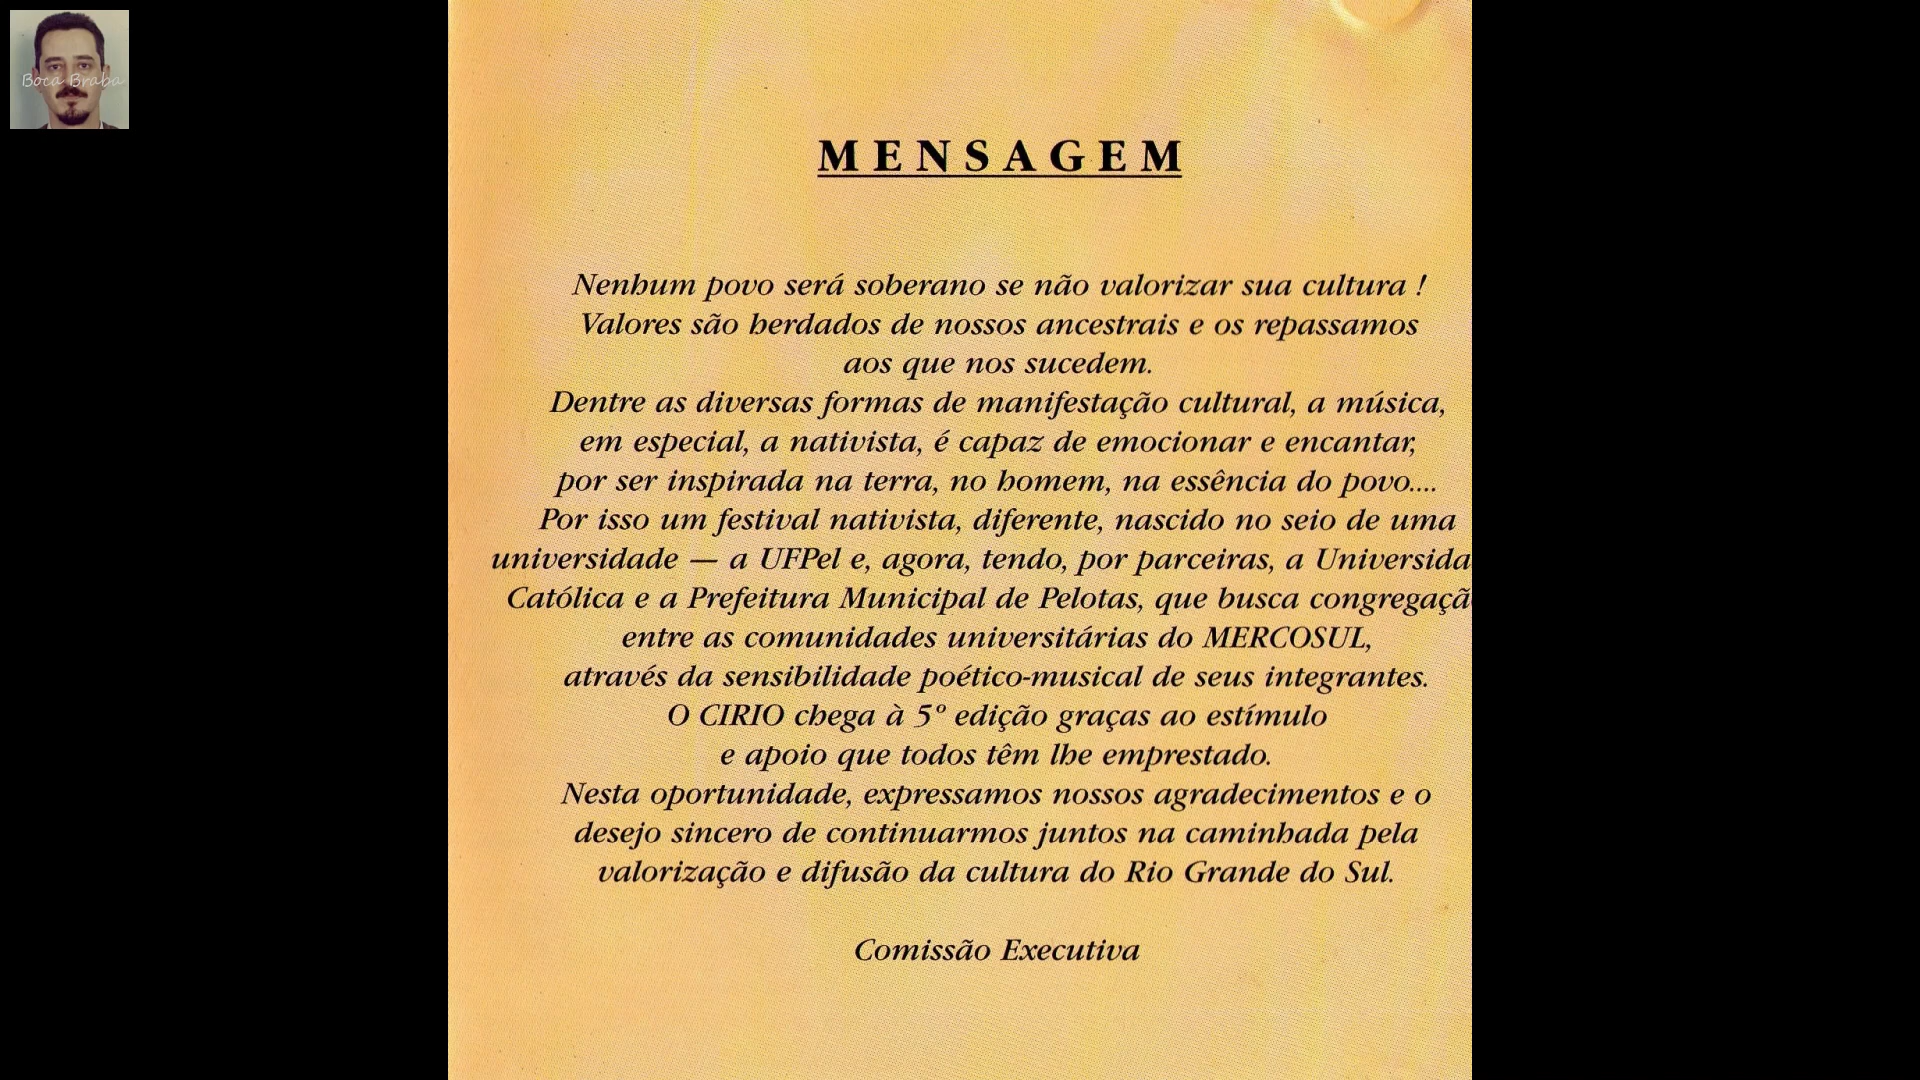 Boca Braba
MENSAGEM
Nenhum povo será soberano se não valorizar sua cultura !
Valores são herdados de nossos ancestrais e os repassamos
aos que nos sucedem.
Dentre as diversas formas de manifestação cultural, a música,
em especial, a nativista, é capaz de emocionar e encantar,
por ser inspirada na terra, no homem, na essência do povo....
Por isso um festival nativista, diferente, nascido no seio de uma
universidade — a UFPel e, agora, tendo, por parceiras, a Universida
Católica e a Prefeitura Municipal de Pelotas, que busca congregaçã
entre as comunidades universitárias do MERCOSUL,
através da sensibilidade poético-musical de seus integrantes.
O CIRIO chega à 5º edição graças ao estímulo
e apoio que todos têm lhe emprestado.
Nesta oportunidade, expressamos nossos agradecimentos e o
desejo sincero de continuarmos juntos na caminhada pela
valorização e difusão da cultura do Rio Grande do Sul.
Comissão Executiva